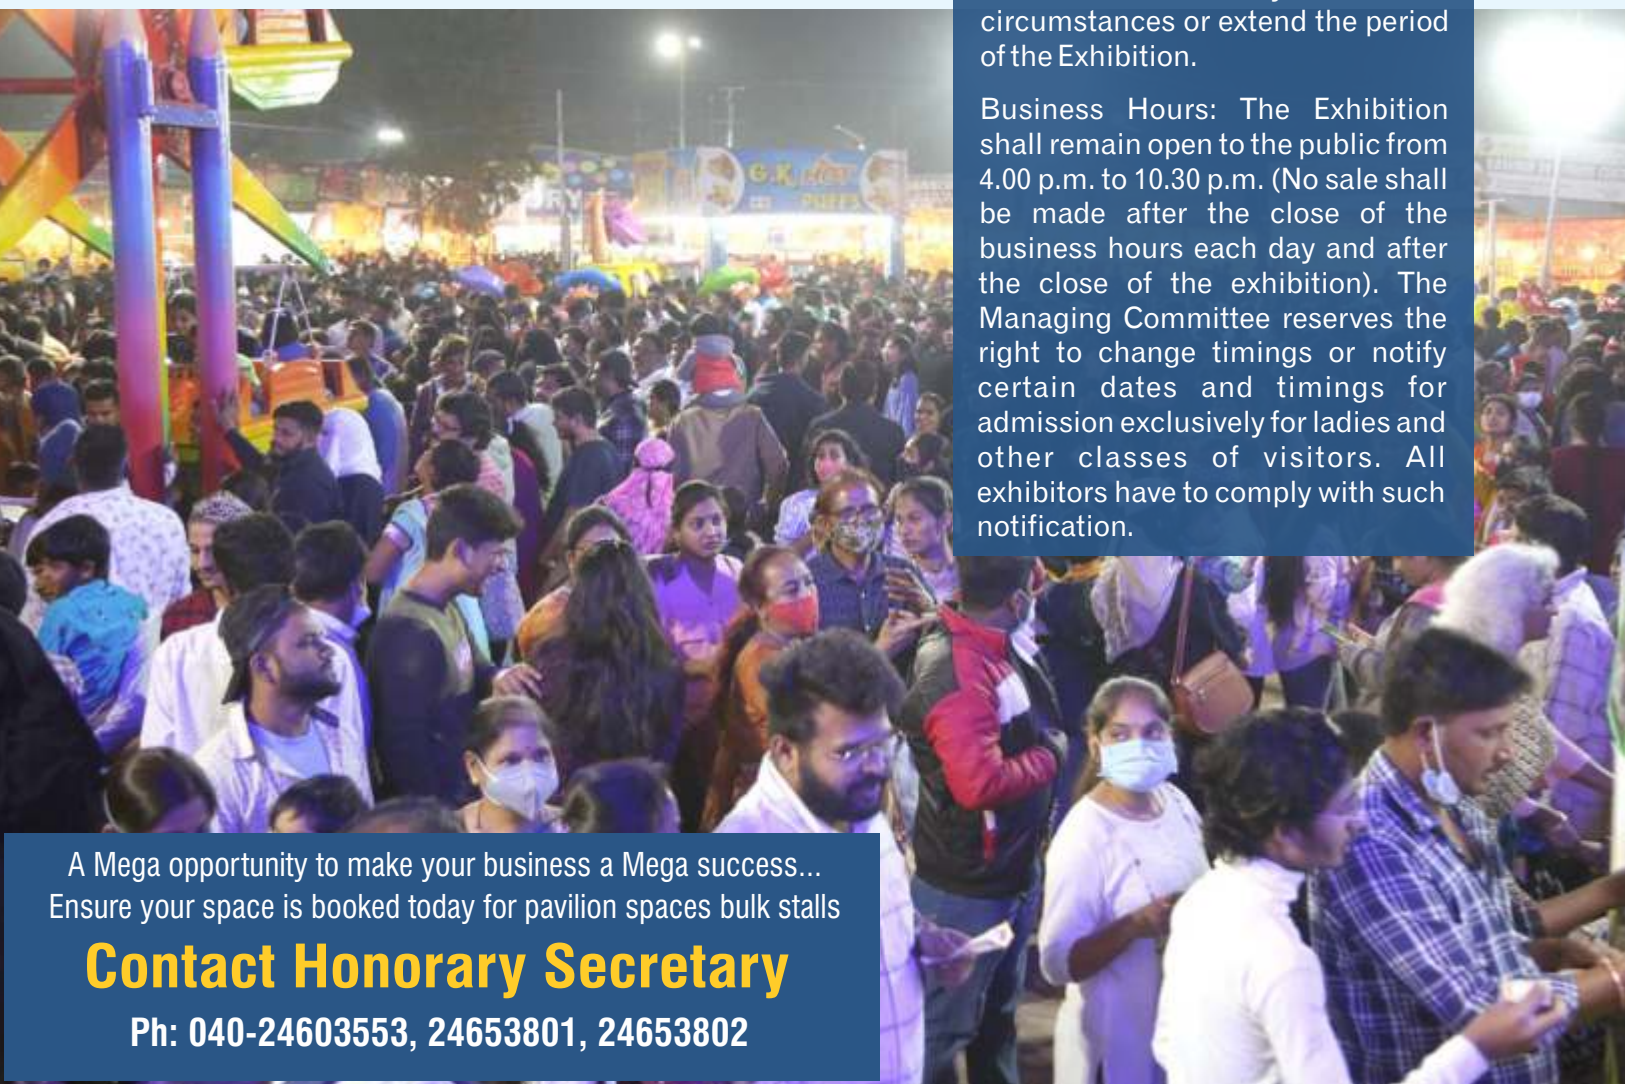 circumstances or extend the period
of the Exhibition.
Business Hours: The Exhibition
shall remain open to the public from
4.00 p.m. to 10.30 p.m. (No sale shall
be made after the close of the
business hours each day and after
the close of the exhibition). The
Managing Committee reserves the
right to change timings or notify
certain dates and timings for
admission exclusively for ladies and
other classes of visitors. All
exhibitors have to comply with such
notification.
G.K. HOT
PUFFS
A Mega opportunity to make your business a Mega success...
Ensure your space is booked today for pavilion spaces bulk stalls
Contact Honorary Secretary
Ph: 040-24603553, 24653801, 24653802